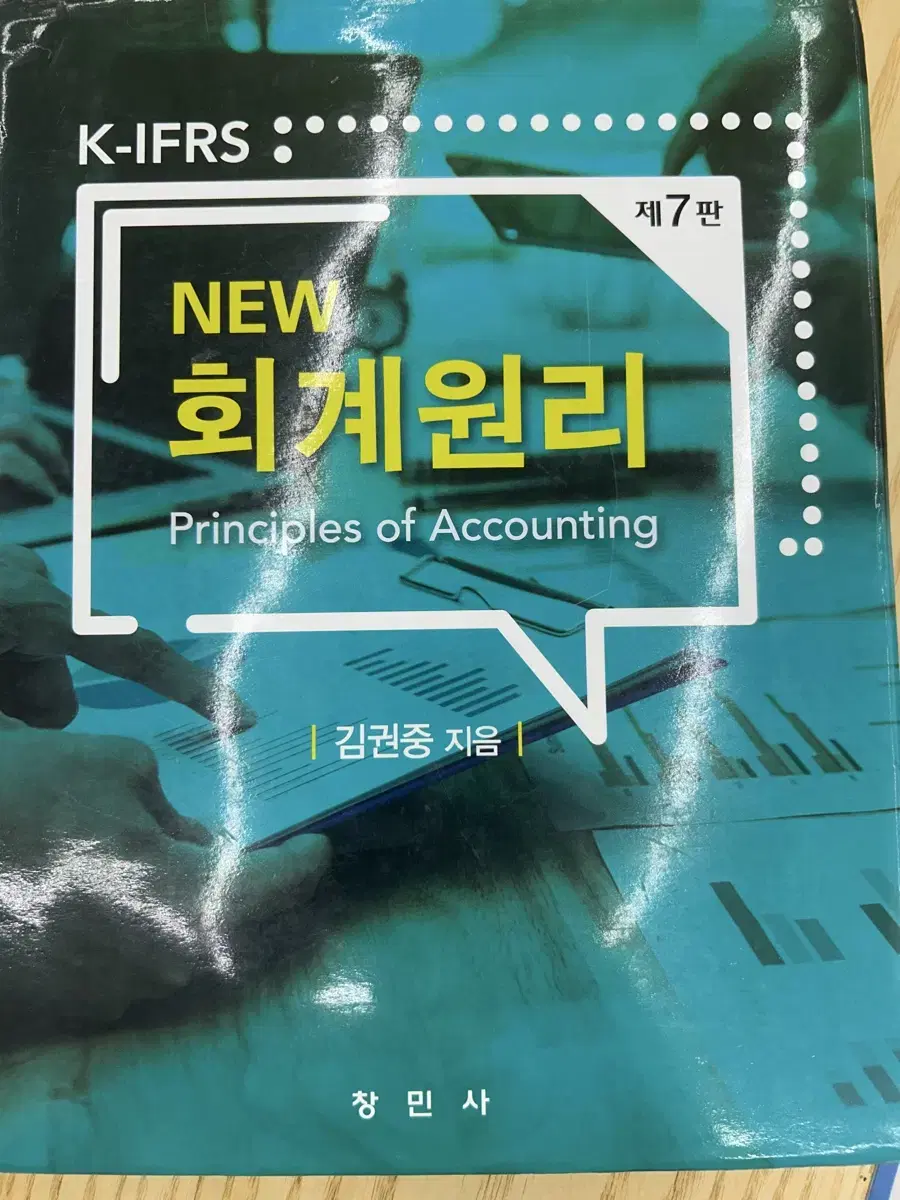 K-IFRS
제7판
NEW
회계원리
Principles of Accounting
| 김권중 지음 |
창민사